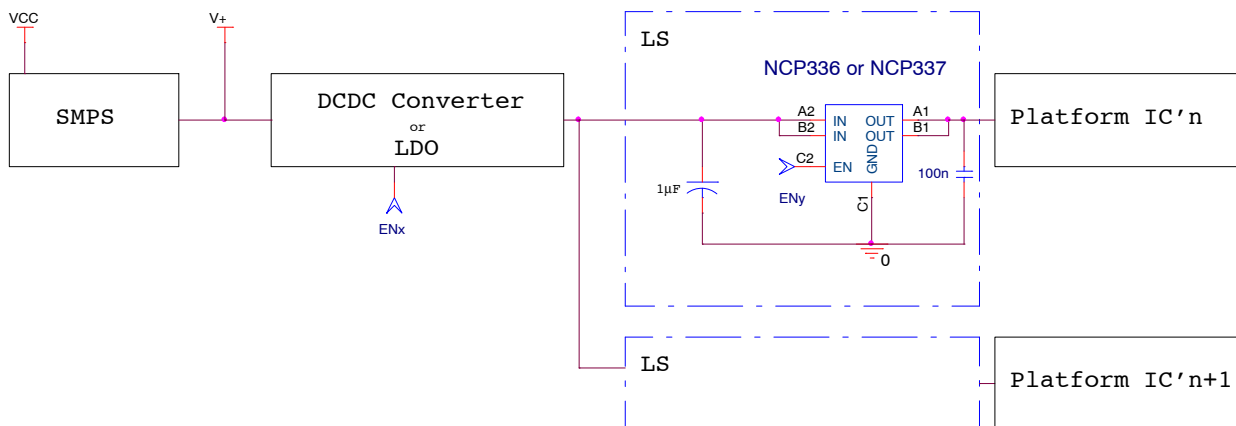 VCC
V+
LS
NCP336 or NCP337
SMPS
DCDC Converter
or
LDO
A2
B2
IN
IN
OUT
OUT
A1
B1
C2
EN
GND
C1
Platform IC'n
1µF
ENy
100n
ENx
0
LS
Platform IC'n+1